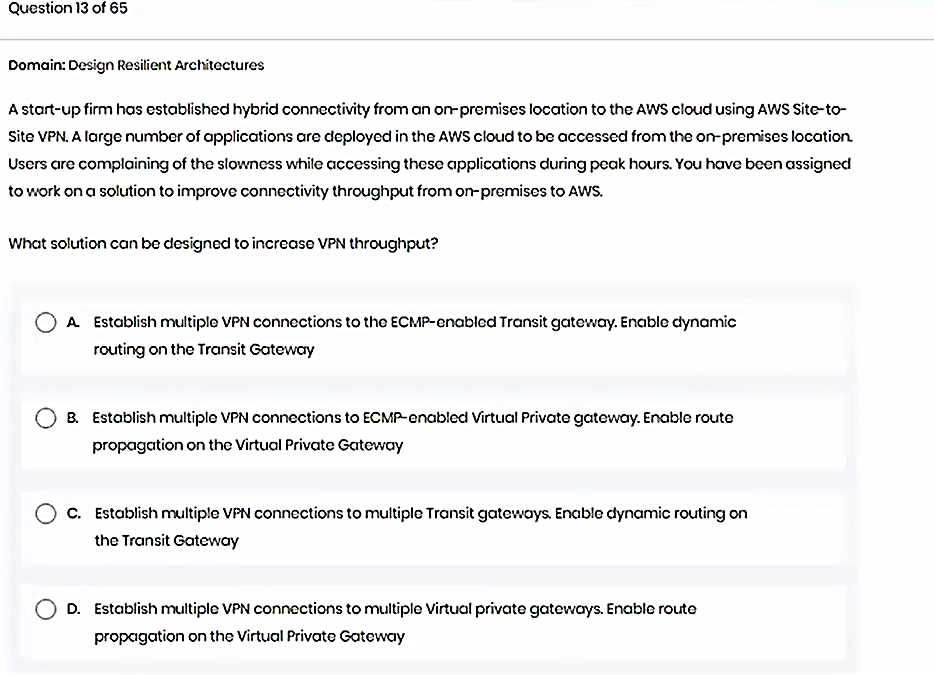 Question 13 of 65
Domain: Design Resilient Architectures
A start-up firm has established hybrid connectivity from an on-premises location to the AWS cloud using AWS Site-to-
Site VPN. A large number of applications are deployed in the AWS cloud to be accessed from the on-premises location.
Users are complaining of the slowness while accessing these applications during peak hours. You have been assigned
to work on a solution to improve connectivity throughput from on-premises to AWS.
What solution can be designed to increase VPN throughput?
A. Establish multiple VPN connections to the ECMP-enabled Transit gateway. Enable dynamic
routing on the Transit Gateway
B. Establish multiple VPN connections to ECMP-enabled Virtual Private gateway. Enable route
propagation on the Virtual Private Gateway
C. Establish multiple VPN connections to multiple Transit gateways. Enable dynamic routing on
the Transit Gateway
D. Establish multiple VPN connections to multiple Virtual private gateways. Enable route
propagation on the Virtual Private Gateway